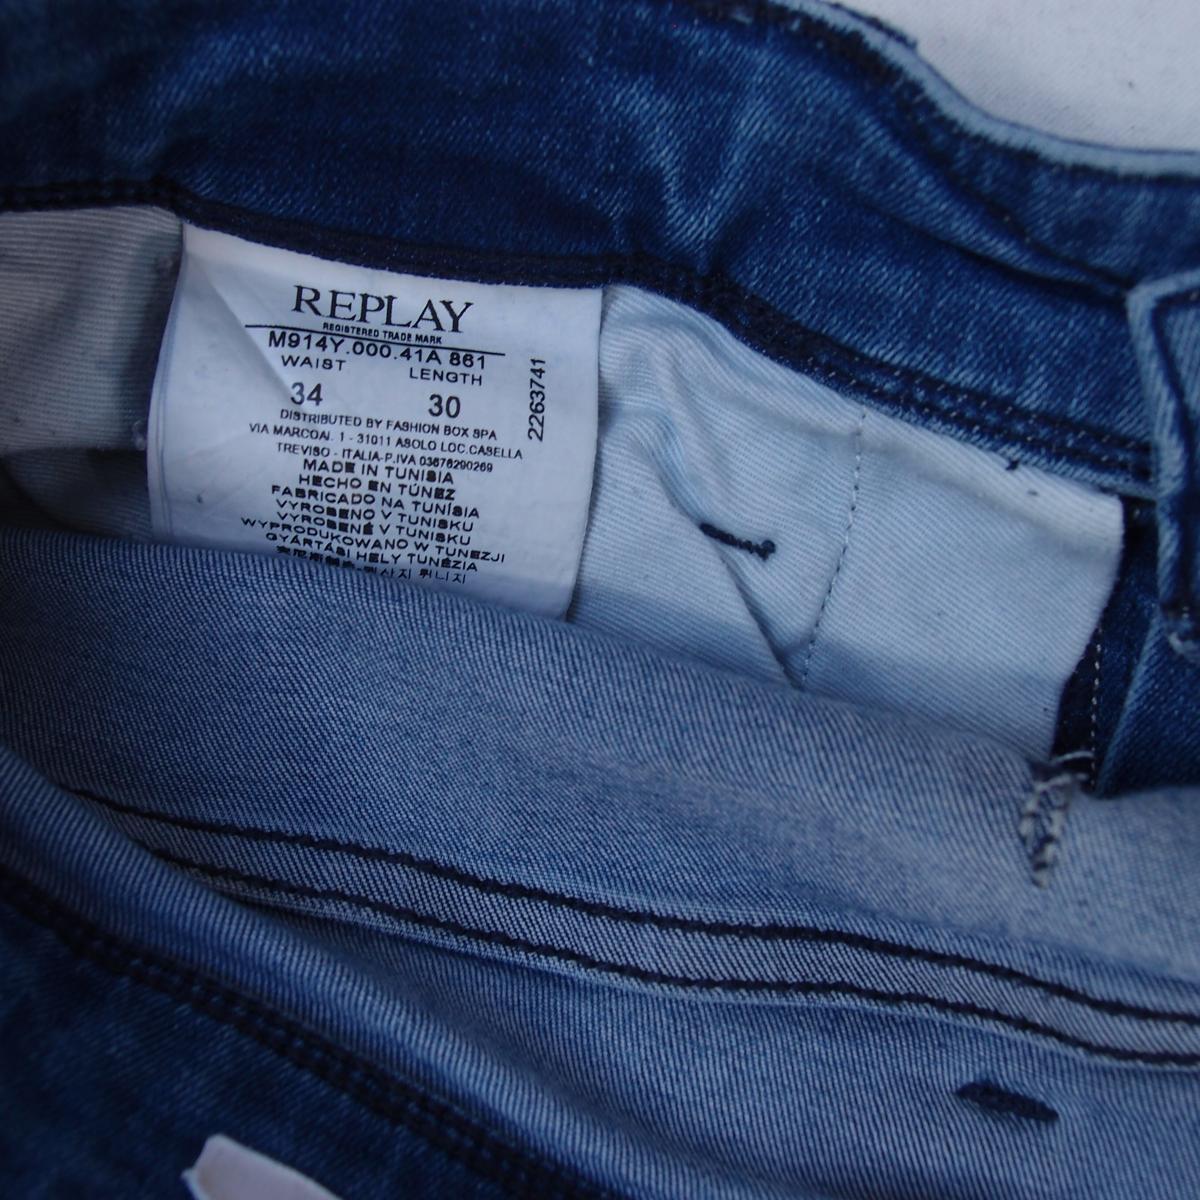 REPLAY
REGISTERED TRADE MARK
M914Y.000.41A 861
WAIST LENGTH
34 30
2263741
DISTRIBUTED BY FASHION BOX SPA
VIA MARCOAI. 1 - 31011 ASOLO LOC.CASELLA
TREVISO - ITALIA-P.IVA 03676290269
MADE IN TUNISIA
HECHO EN TÚNEZ
FABRICADO NA TUNÍSIA
VYROBENO V TUNISKU
VYROBENÉ V TUNISKU
WYPRODUKOWANO W TUNEZJI
GYÁRTÁSI HELY TUNÉZIA